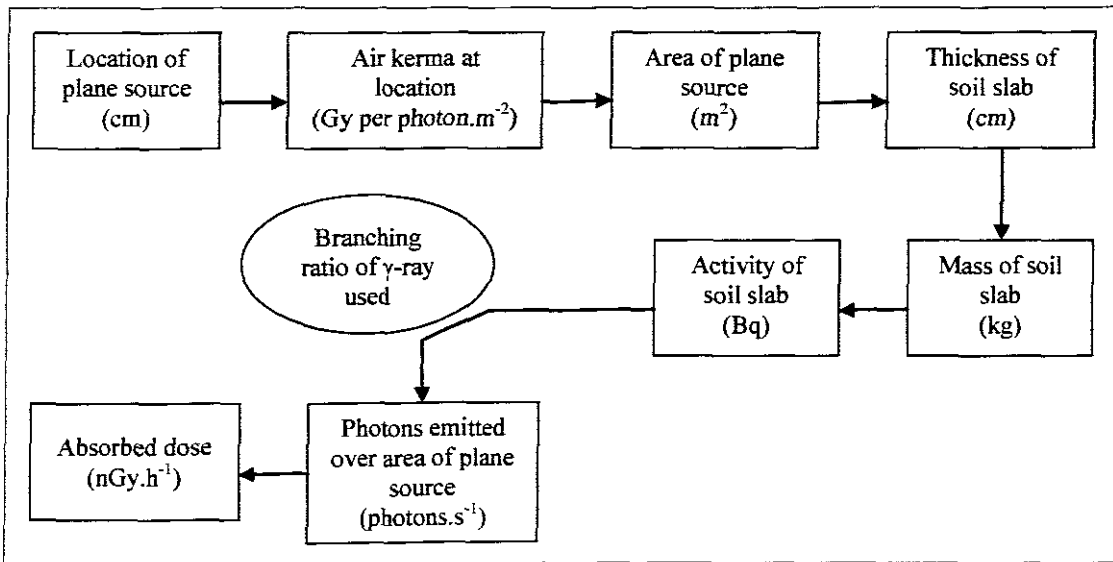 Location of
plane source
(cm)
Air kerma at
location
(Gy per photon.m⁻²)
Area of plane
source
(m²)
Thickness of
soil slab
(cm)
Branching
ratio of γ-ray
used
Activity of
soil slab
(Bq)
Mass of soil
slab
(kg)
Absorbed dose
(nGy.h⁻¹)
Photons emitted
over area of plane
source
(photons.s⁻¹)